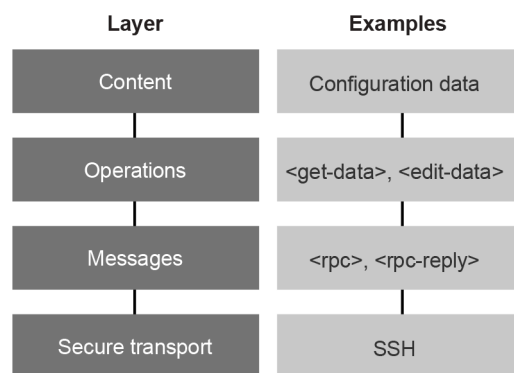 Layer Examples
Content Configuration data
Operations <get-data>, <edit-data>
Messages <rpc>, <rpc-reply>
Secure transport SSH